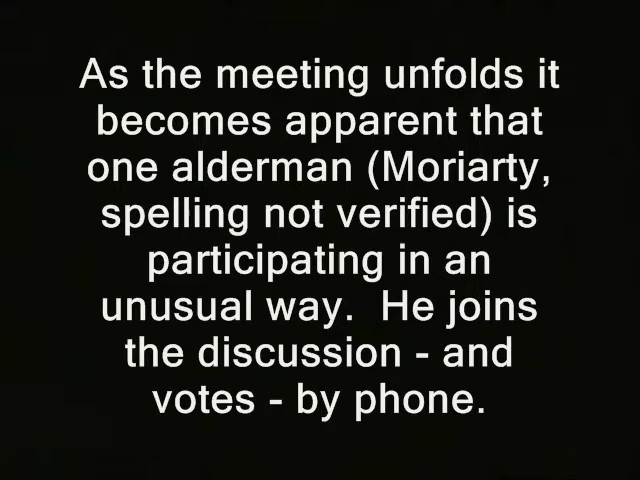 As the meeting unfolds it
becomes apparent that
one alderman (Moriarty,
spelling not verified) is
participating in an
unusual way.  He joins
the discussion - and
votes - by phone.